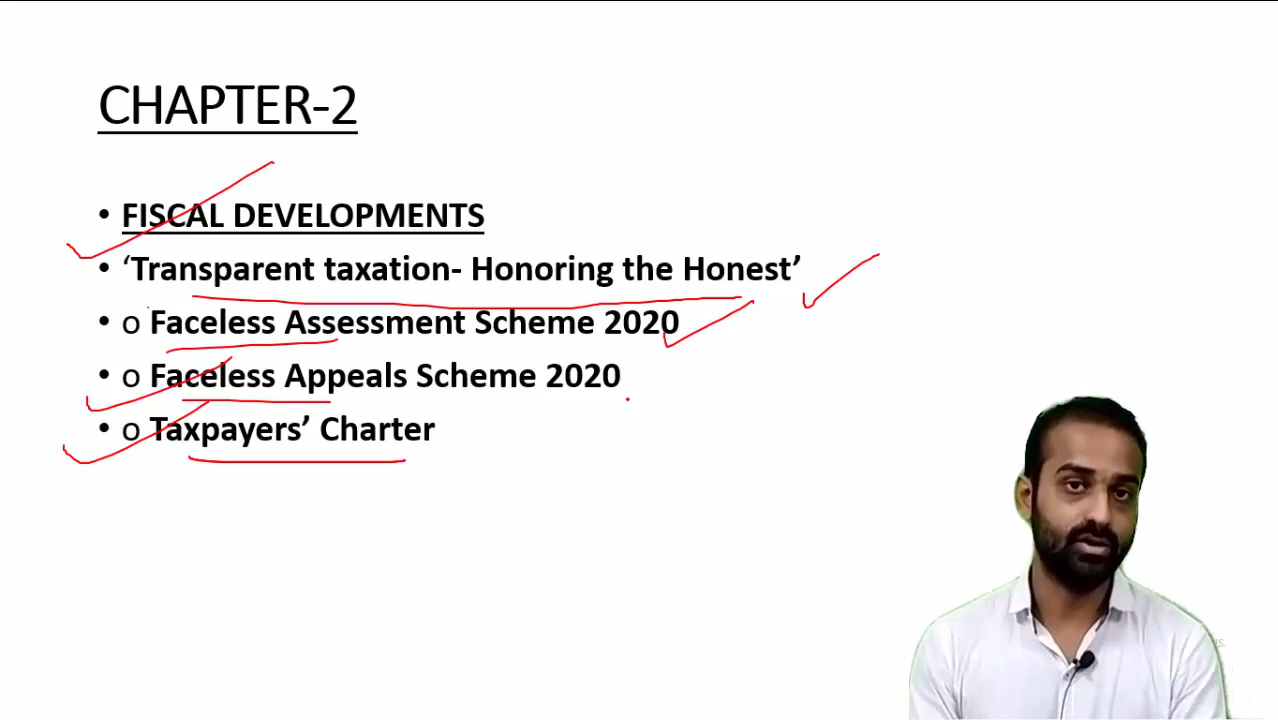 CHAPTER-2
• FISCAL DEVELOPMENTS
• ‘Transparent taxation- Honoring the Honest’
• o Faceless Assessment Scheme 2020
• o Faceless Appeals Scheme 2020
• o Taxpayers’ Charter